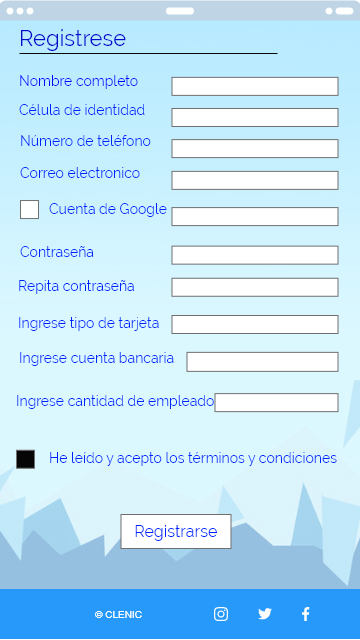 Registrese
Nombre completo
Célula de identidad
Número de teléfono
Correo electronico
Cuenta de Google
Contraseña
Repita contraseña
Ingrese tipo de tarjeta
Ingrese cuenta bancaria
Ingrese cantidad de empleado
He leído y acepto los términos y condiciones
Registrarse
© CLENIC